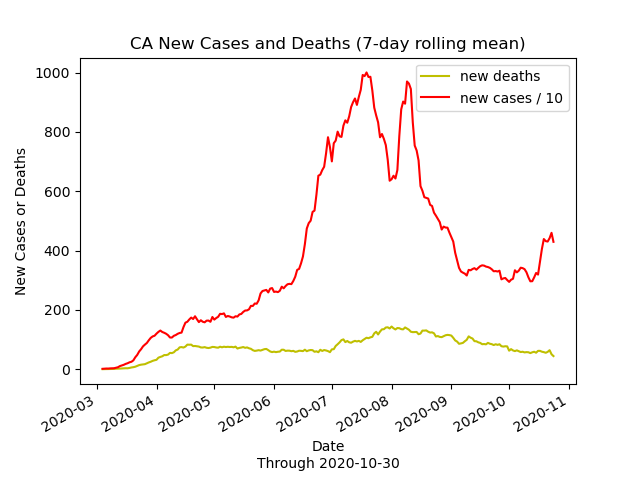 CA New Cases and Deaths (7-day rolling mean)
new deaths
new cases / 10
1000
800
600
400
200
0
New Cases or Deaths
2020-03
2020-04
2020-05
2020-06
2020-07
2020-08
2020-09
2020-10
2020-11
Date
Through 2020-10-30